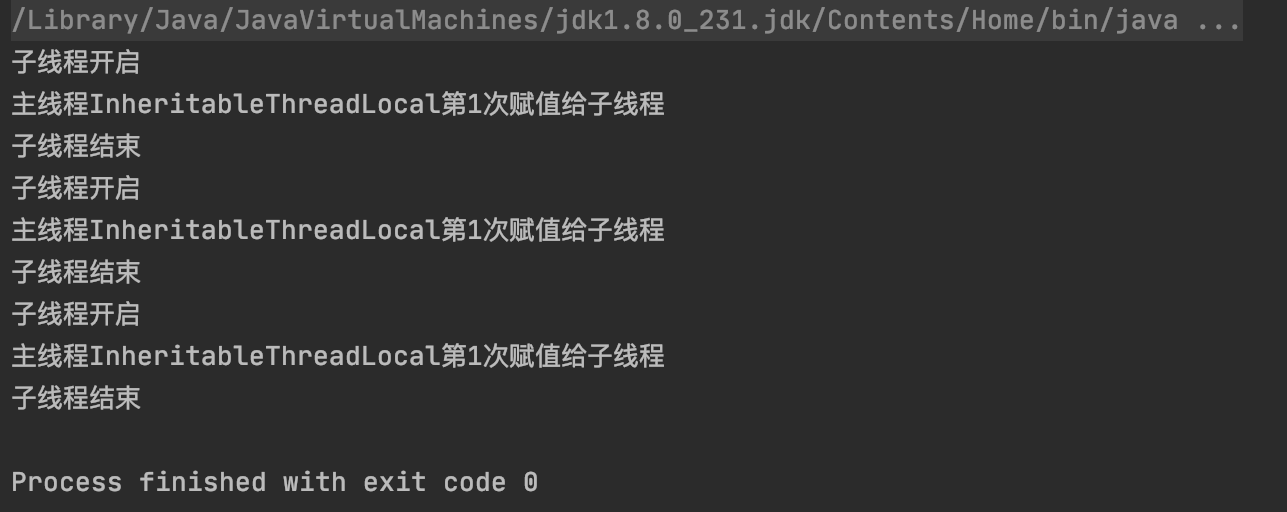 /Library/Java/JavaVirtualMachines/jdk1.8.0_231.jdk/Contents/Home/bin/java ...
子线程开启
主线程InheritableThreadLocal第1次赋值给子线程
子线程结束
子线程开启
主线程InheritableThreadLocal第1次赋值给子线程
子线程结束
子线程开启
主线程InheritableThreadLocal第1次赋值给子线程
子线程结束
Process finished with exit code 0